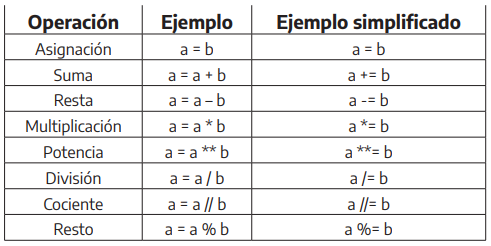 Operación Ejemplo Ejemplo simplificado
Asignación a = b a = b
Suma a = a + b a += b
Resta a = a – b a -= b
Multiplicación a = a * b a *= b
Potencia a = a ** b a **= b
División a = a / b a /= b
Cociente a = a // b a //= b
Resto a = a % b a %= b